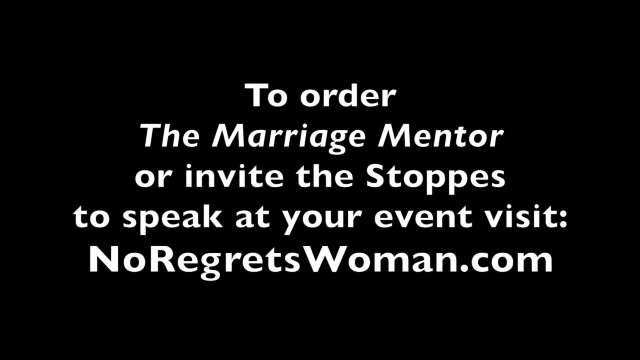 To order
The Marriage Mentor
or invite the Stoppes
to speak at your event visit:
NoRegretsWoman.com